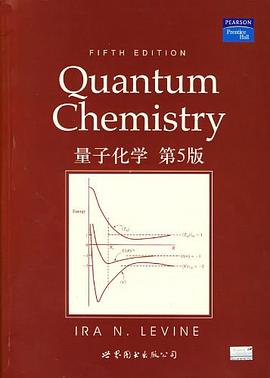 PEARSON
Prentice
Hall
FIFTH EDITION
Quantum
Chemistry
量子化学 第5版
Energy
R
IRA N. LEVINE
世界图书出版公司